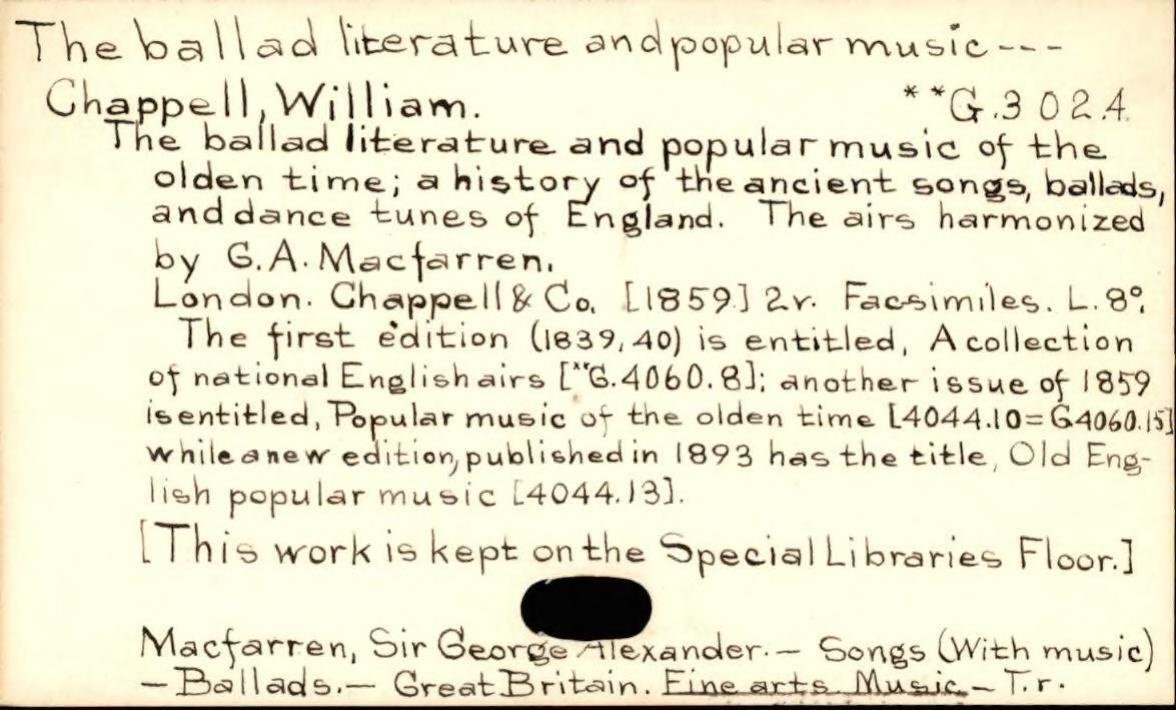 The ballad literature and popular music---
Chappell, William. **G.3024.
The ballad literature and popular music of the
olden time; a history of the ancient songs, ballads,
and dance tunes of England. The airs harmonized
by G.A. Macfarren.
London. Chappell & Co. [1859] 2v. Facsimiles. L. 8°.
The first edition (1839, 40) is entitled, A collection
of national English airs [**G.4060.8]; another issue of 1859
is entitled, Popular music of the olden time [4044.10=G4060.15]
while a new edition, published in 1893 has the title, Old Eng-
lish popular music [4044.13].
[This work is kept on the Special Libraries Floor.]
Macfarren, Sir George Alexander. — Songs (With music)
— Ballads. — Great Britain. Fine arts. Music. — T.r.